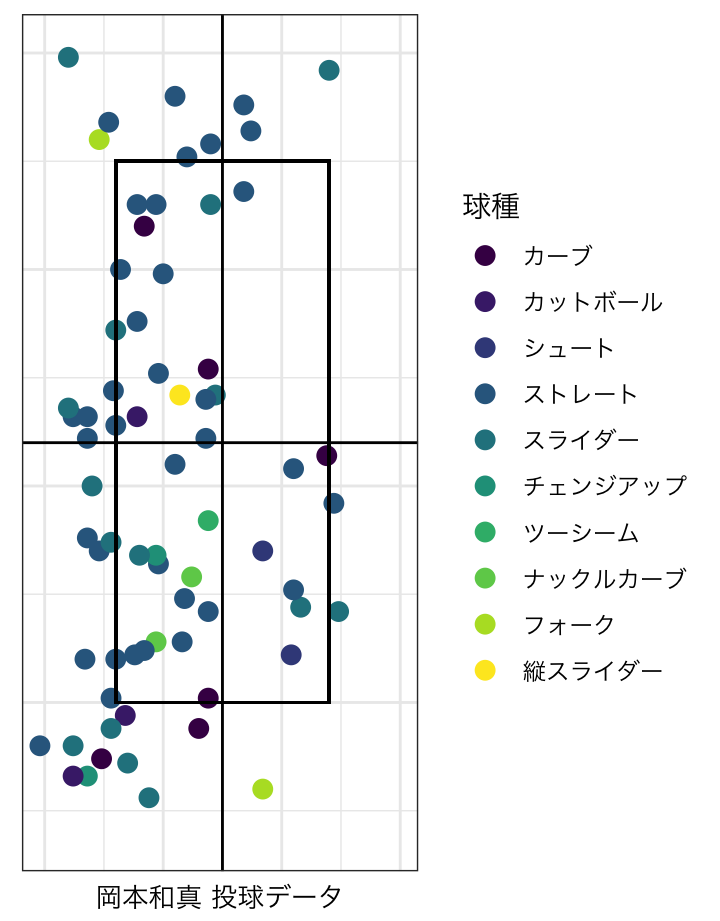 球種
カーブ
カットボール
シュート
ストレート
スライダー
チェンジアップ
ツーシーム
ナックルカーブ
フォーク
縦スライダー
岡本和真 投球データ